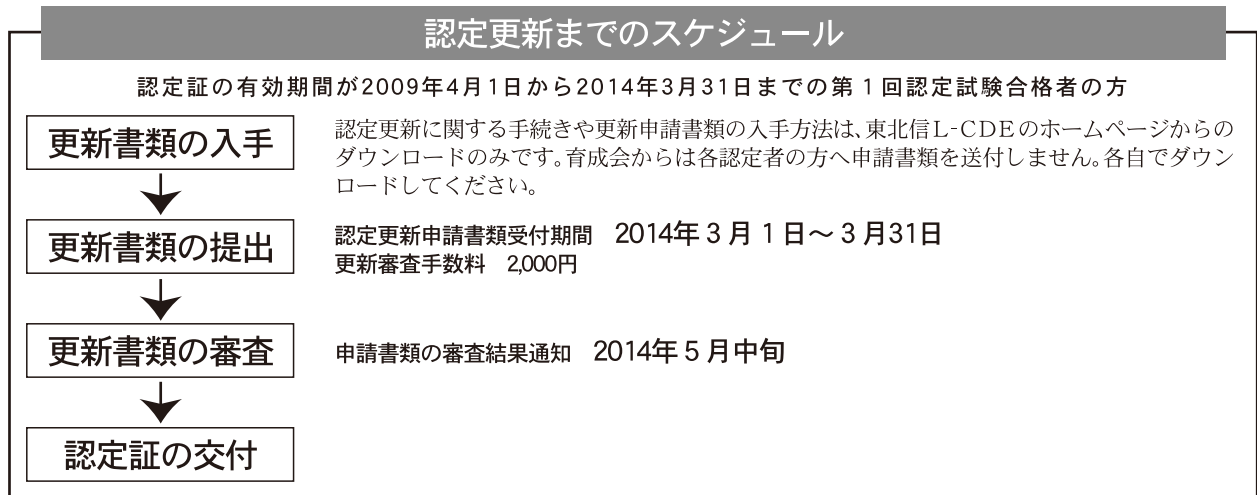 認定更新までのスケジュール
認定証の有効期間が2009年4月1日から2014年3月31日までの第1回認定試験合格者の方
更新書類の入手
認定更新に関する手続きや更新申請書類の入手方法は、東北信L-CDEのホームページからの
ダウンロードのみです。育成会からは各認定者の方へ申請書類を送付しません。各自でダウン
ロードしてください。
更新書類の提出
認定更新申請書類受付期間 2014年3月1日～3月31日
更新審査手数料 2,000円
更新書類の審査
申請書類の審査結果通知 2014年5月中旬
認定証の交付